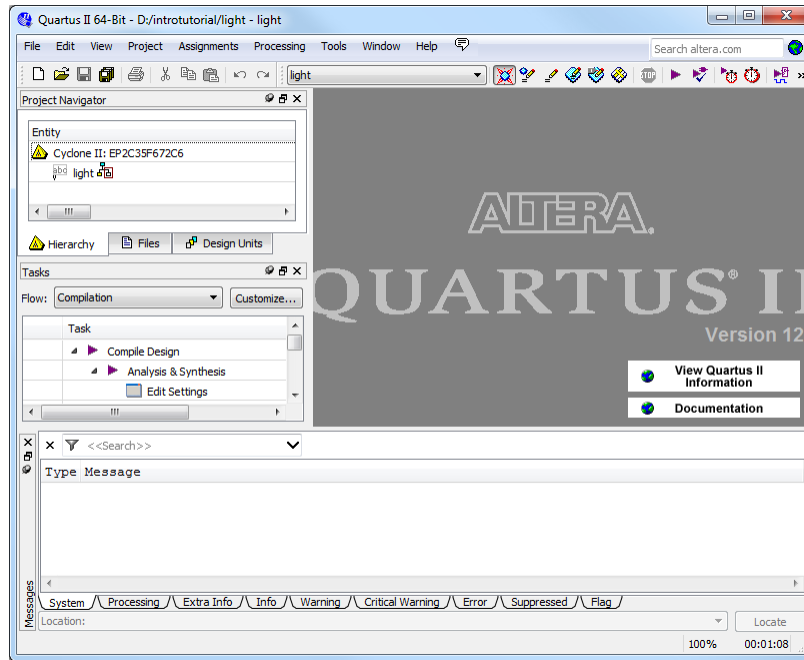 Quartus II 64-Bit - D:/introtutorial/light - light
File Edit View Project Assignments Processing Tools Window Help
Search altera.com
light
STOP
Project Navigator
Entity
Cyclone II: EP2C35F672C6
abc light
Hierarchy Files Design Units
Tasks
Flow: Compilation Customize...
Task
Compile Design
Analysis & Synthesis
Edit Settings
ALTERA.
QUARTUS® II
Version 12
View Quartus II
Information
Documentation
<<Search>>
Type Message
Messages
System Processing Extra Info Info Warning Critical Warning Error Suppressed Flag
Location: Locate
100% 00:01:08